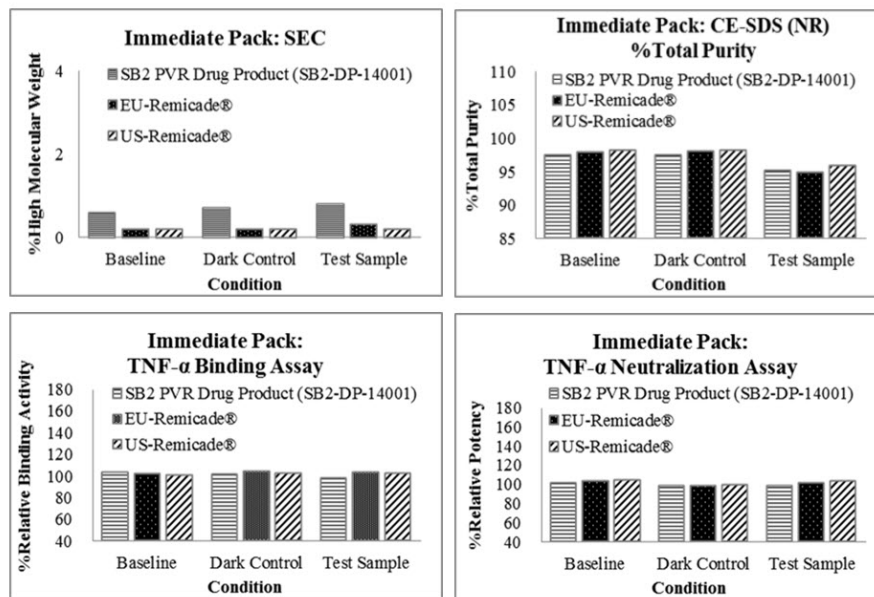 Immediate Pack: SEC
SB2 PVR Drug Product (SB2-DP-14001)
EU-Remicade®
US-Remicade®
%High Molecular Weight
4
2
0
Baseline Dark Control Test Sample
Condition
Immediate Pack: CE-SDS (NR)
%Total Purity
SB2 PVR Drug Product (SB2-DP-14001)
EU-Remicade®
US-Remicade®
%Total Purity
110
105
100
95
90
85
Baseline Dark Control Test Sample
Condition
Immediate Pack:
TNF-α Binding Assay
SB2 PVR Drug Product (SB2-DP-14001)
EU-Remicade®
US-Remicade®
%Relative Binding Activity
180
160
140
120
100
80
60
40
Baseline Dark Control Test Sample
Condition
Immediate Pack:
TNF-α Neutralization Assay
SB2 PVR Drug Product (SB2-DP-14001)
EU-Remicade®
US-Remicade®
%Relative Potency
180
160
140
120
100
80
60
40
Baseline Dark Control Test Sample
Condition